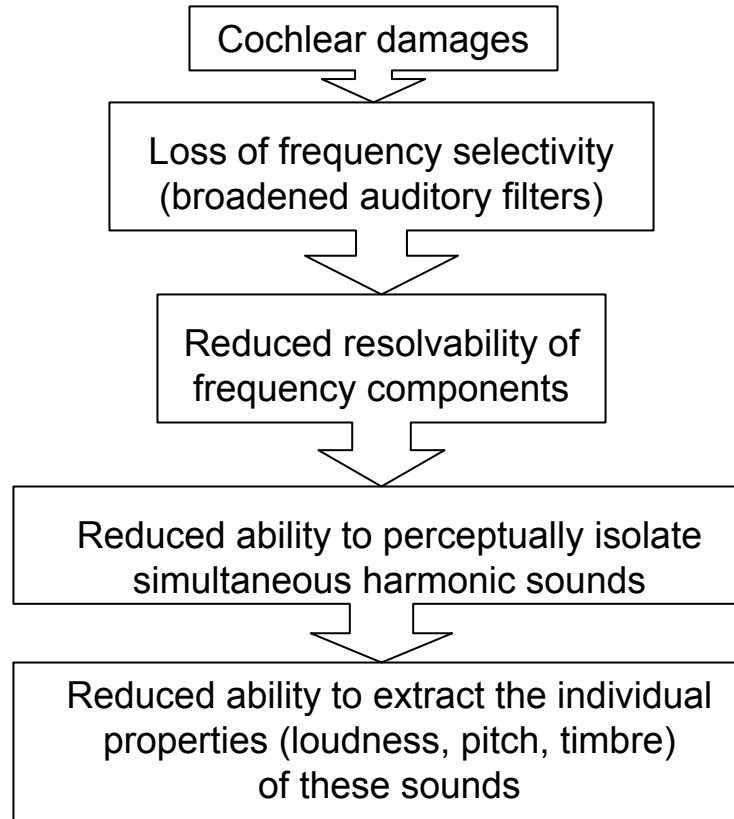 Cochlear damages
Loss of frequency selectivity
(broadened auditory filters)
Reduced resolvability of
frequency components
Reduced ability to perceptually isolate
simultaneous harmonic sounds
Reduced ability to extract the individual
properties (loudness, pitch, timbre)
of these sounds